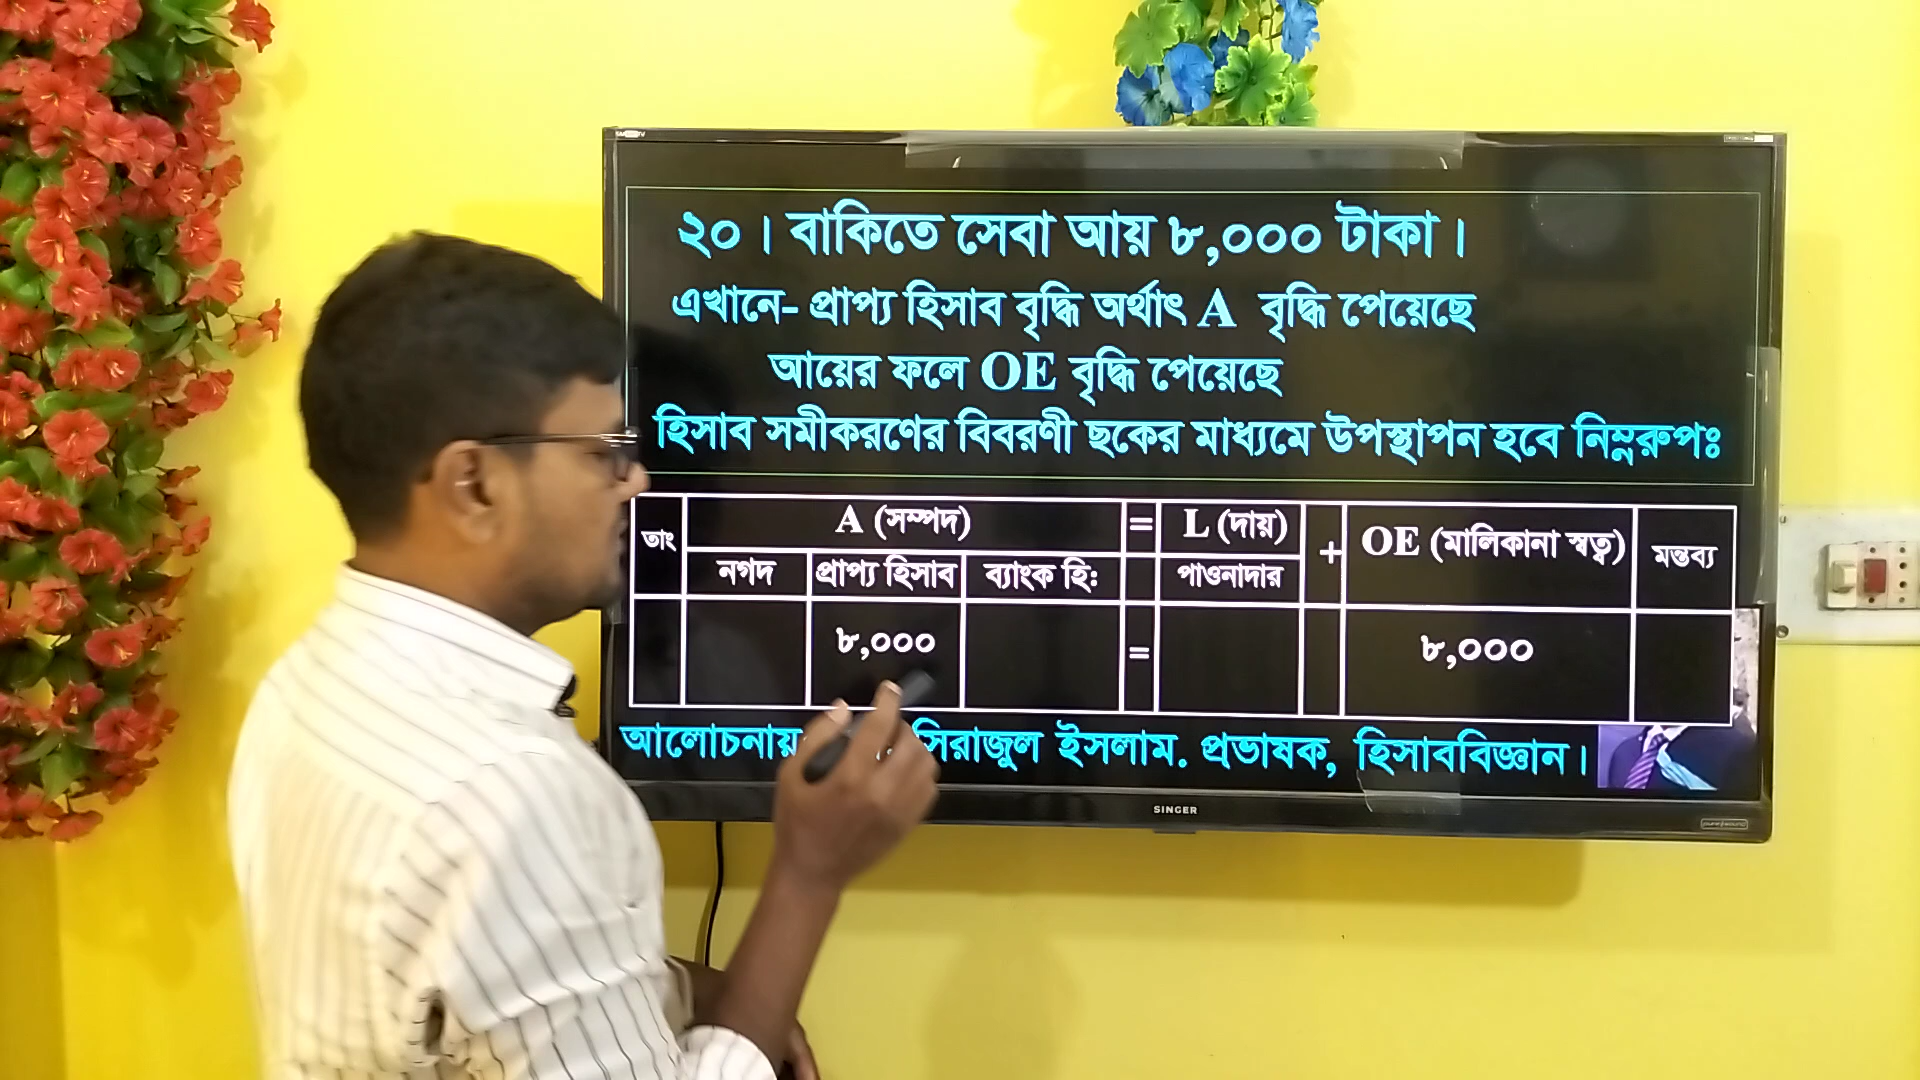 ২০। বাকিতে সেবা আয় ৮,০০০ টাকা।
এখানে- প্রাপ্য হিসাব বৃদ্ধি অর্থাৎ A বৃদ্ধি পেয়েছে
আয়ের ফলে OE বৃদ্ধি পেয়েছে
হিসাব সমীকরণের বিবরণী ছকের মাধ্যমে উপস্থাপন হবে নিম্নরুপঃ
তাং A (সম্পদ) = L (দায়) + OE (মালিকানা স্বত্ব) মন্তব্য
নগদ প্রাপ্য হিসাব ব্যাংক হি: পাওনাদার
৮,০০০ = ৮,০০০
আলোচনায় সিরাজুল ইসলাম. প্রভাষক, হিসাববিজ্ঞান।
SINGER